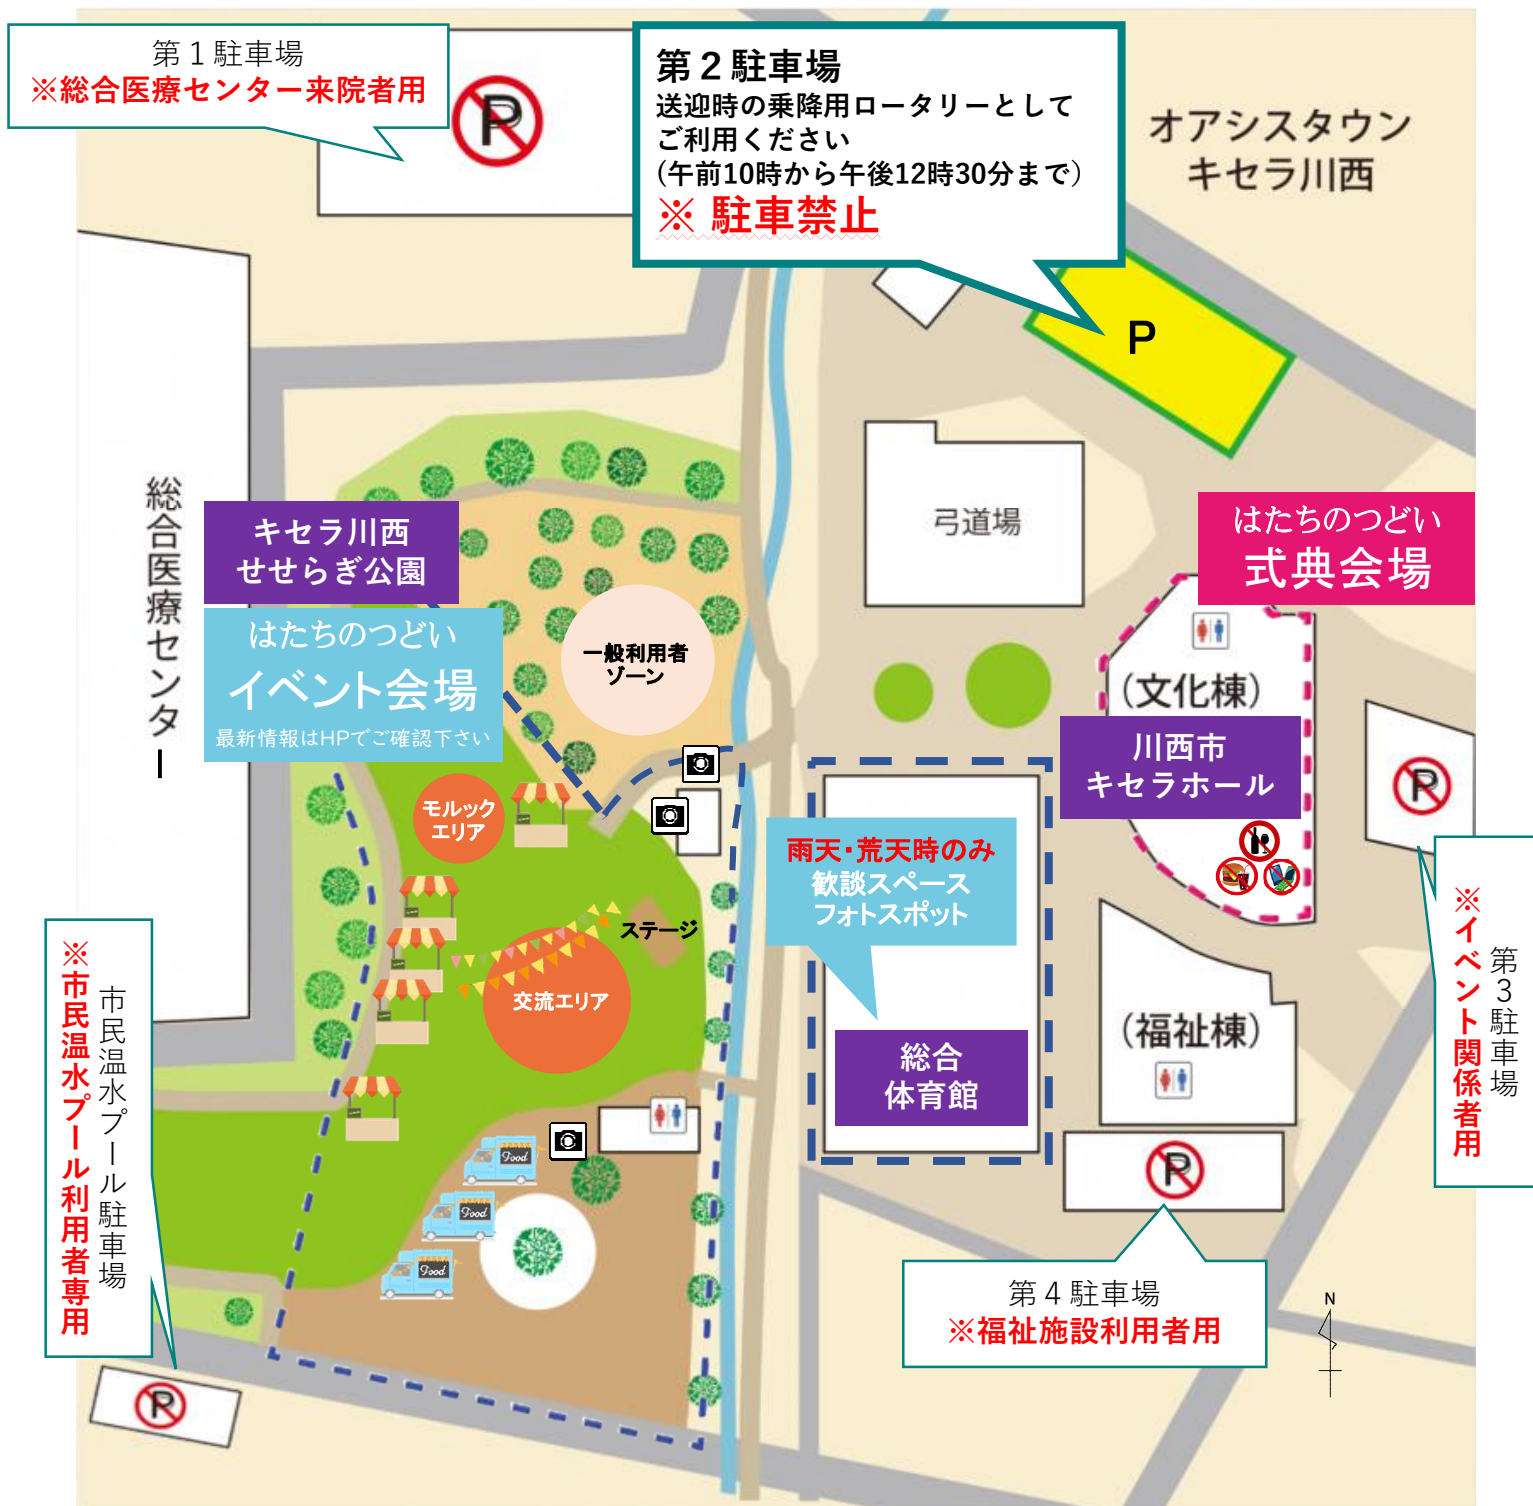 第1駐車場
※総合医療センター来院者用
P
第2駐車場
送迎時の乗降用ロータリーとして
ご利用ください
(午前10時から午後12時30分まで)
※ 駐車禁止
オアシスタウン
キセラ川西
P
総合医療センター
キセラ川西
せせらぎ公園
はたちのつどい
イベント会場
最新情報はHPでご確認下さい
一般利用者
ゾーン
弓道場
はたちのつどい
式典会場
(文化棟)
川西市
キセラホール
P
モルック
エリア
雨天・荒天時のみ
歓談スペース
フォトスポット
ステージ
交流エリア
総合
体育館
(福祉棟)
第3駐車場
※イベント関係者用
市民温水プール駐車場
※市民温水プール利用者専用
Food
Food
Food
P
第4駐車場
※福祉施設利用者用
N
P